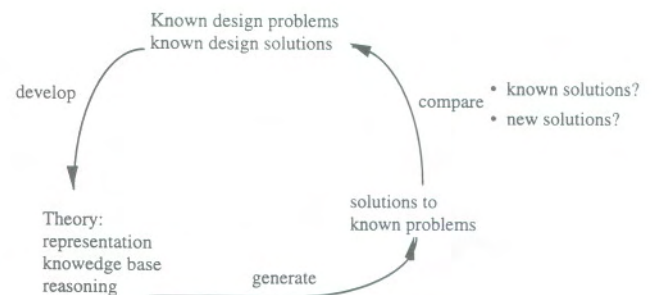 Known design problems
known design solutions
develop
compare
• known solutions?
• new solutions?
Theory:
representation
knowedge base
reasoning
solutions to
known problems
generate